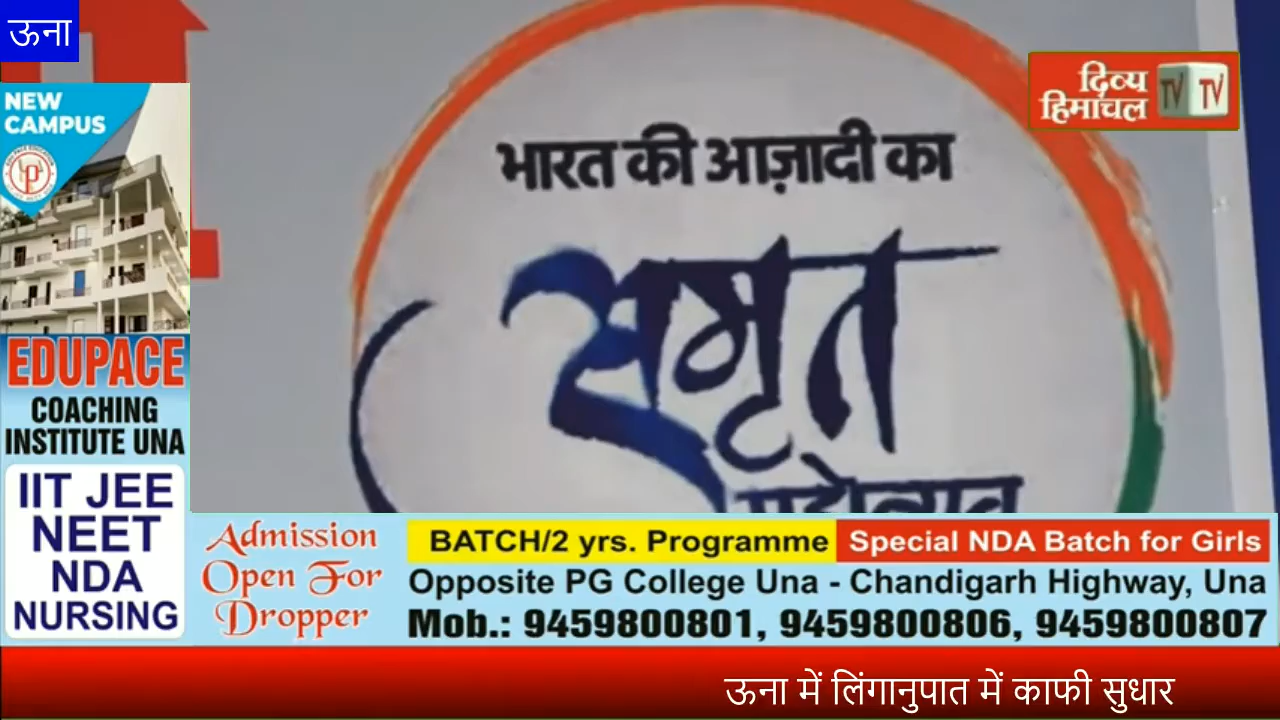 ऊना
दिव्य
हिमाचल
TV TV
भारत की आज़ादी का
अमृत
महोत्सव
NEW
CAMPUS
EDUPACE
COACHING
INSTITUTE UNA
IIT JEE
NEET
NDA
NURSING
Admission
Open For
Dropper
BATCH/2 yrs. Programme
Special NDA Batch for Girls
Opposite PG College Una - Chandigarh Highway, Una
Mob.: 9459800801, 9459800806, 9459800807
ऊना में लिंगानुपात में काफी सुधार